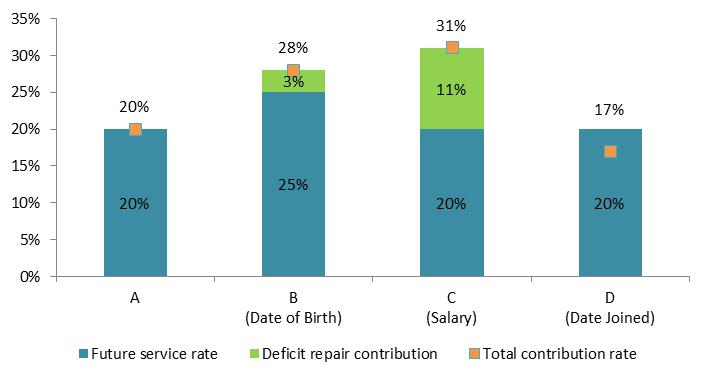 35%
30%
25%
20%
15%
10%
5%
0%
20%
20%
28%
3%
25%
31%
11%
20%
17%
20%
A
B
(Date of Birth)
C
(Salary)
D
(Date Joined)
Future service rate
Deficit repair contribution
Total contribution rate